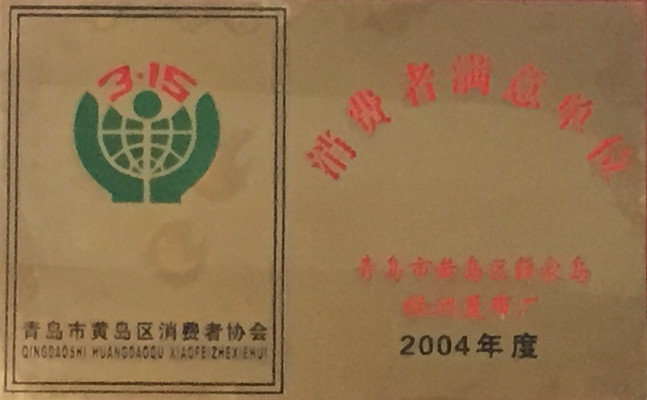 3·15
青岛市黄岛区消费者协会
QINGDAOSHI HUANGDAOQU XIAOFEIZHEXIEHUI
消费者满意单位
青岛市黄岛区薛家岛
2004年度